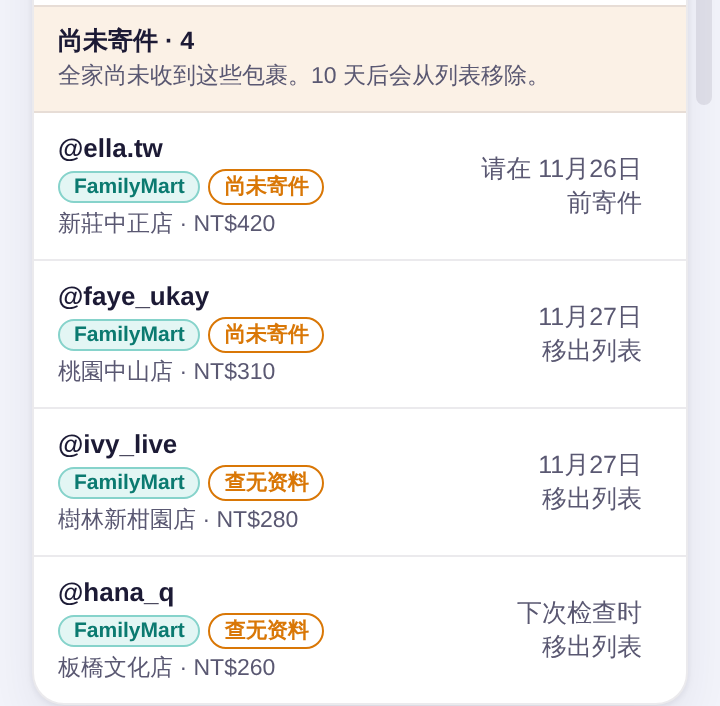 尚未寄件 · 4
全家尚未收到这些包裹。10 天后会从列表移除。
@ella.tw
FamilyMart 尚未寄件
新莊中正店 · NT$420
请在 11月26日
前寄件
@faye_ukay
FamilyMart 尚未寄件
桃園中山店 · NT$310
11月27日
移出列表
@ivy_live
FamilyMart 查无资料
樹林新柑園店 · NT$280
11月27日
移出列表
@hana_q
FamilyMart 查无资料
板橋文化店 · NT$260
下次检查时
移出列表